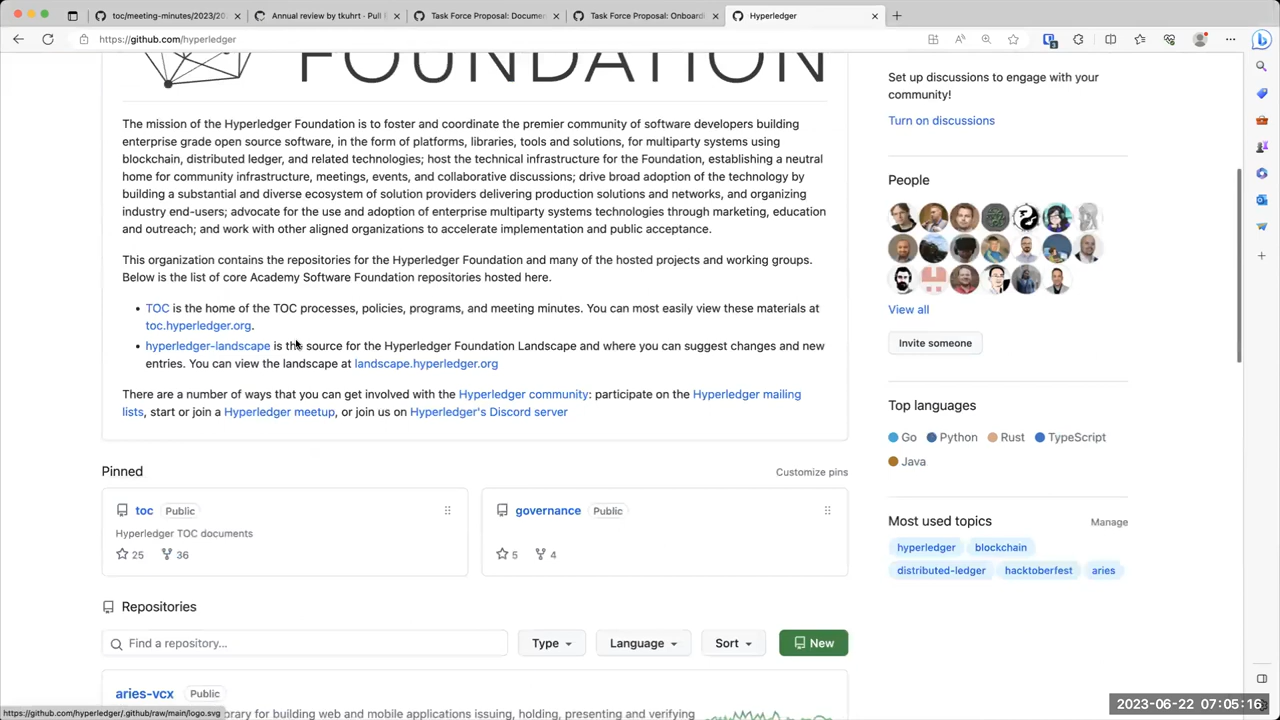 toc/meeting-minutes/2023/20
Annual review by tkuhrt · Pull
Task Force Proposal: Documen
Task Force Proposal: Onboardi
Hyperledger
https://github.com/hyperledger
FOUNDATION
The mission of the Hyperledger Foundation is to foster and coordinate the premier community of software developers building
enterprise grade open source software, in the form of platforms, libraries, tools and solutions, for multiparty systems using
blockchain, distributed ledger, and related technologies; host the technical infrastructure for the Foundation, establishing a neutral
home for community infrastructure, meetings, events, and collaborative discussions; drive broad adoption of the technology by
building a substantial and diverse ecosystem of solution providers delivering production solutions and networks, and organizing
industry end-users; advocate for the use and adoption of enterprise multiparty systems technologies through marketing, education
and outreach; and work with other aligned organizations to accelerate implementation and public acceptance.
This organization contains the repositories for the Hyperledger Foundation and many of the hosted projects and working groups.
Below is the list of core Academy Software Foundation repositories hosted here.
• TOC is the home of the TOC processes, policies, programs, and meeting minutes. You can most easily view these materials at
toc.hyperledger.org.
• hyperledger-landscape is the source for the Hyperledger Foundation Landscape and where you can suggest changes and new
entries. You can view the landscape at landscape.hyperledger.org
There are a number of ways that you can get involved with the Hyperledger community: participate on the Hyperledger mailing
lists, start or join a Hyperledger meetup, or join us on Hyperledger's Discord server
Pinned
Customize pins
toc Public
Hyperledger TOC documents
25 36
governance Public
5 4
Repositories
Find a repository...
Type
Language
Sort
New
aries-vcx Public
brary for building web and mobile applications issuing, holding, presenting and verifying
https://github.com/hyperledger/.github/raw/main/logo.svg
Set up discussions to engage with your
community!
Turn on discussions
People
View all
Invite someone
Top languages
Go Python Rust TypeScript
Java
Most used topics
Manage
hyperledger blockchain
distributed-ledger hacktoberfest aries
2023-06-22 07:05:16